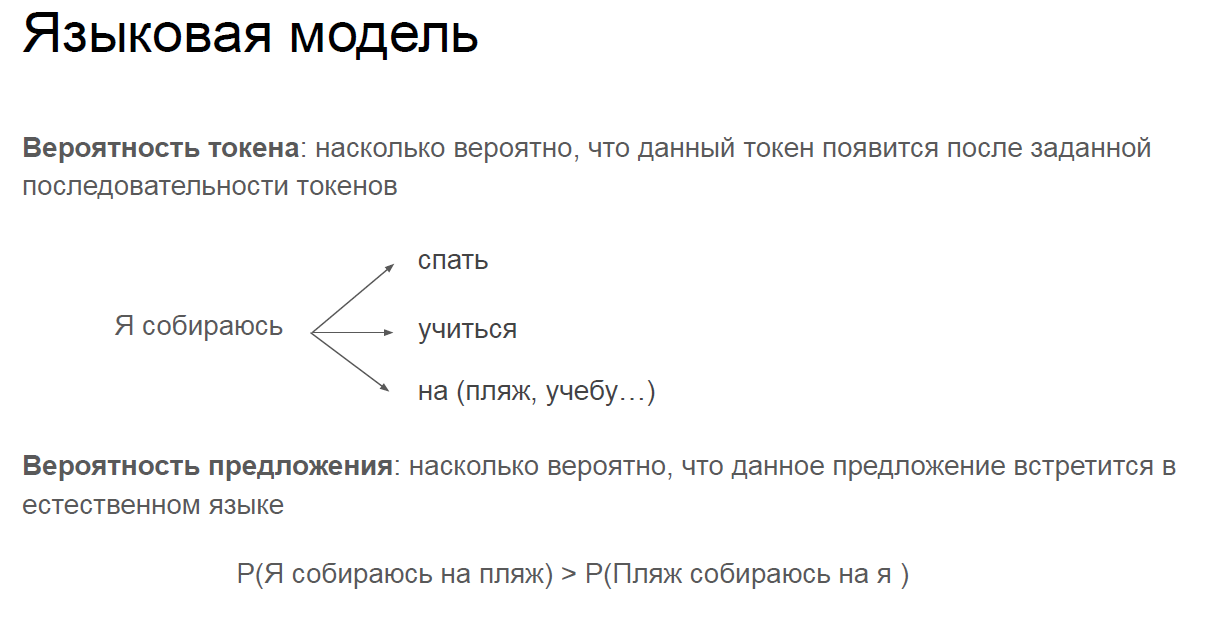 Языковая модель
Вероятность токена: насколько вероятно, что данный токен появится после заданной
последовательности токенов
спать
Я собираюсь
учиться
на (пляж, учебу…)
Вероятность предложения: насколько вероятно, что данное предложение встретится в
естественном языке
P(Я собираюсь на пляж) > P(Пляж собираюсь на я )